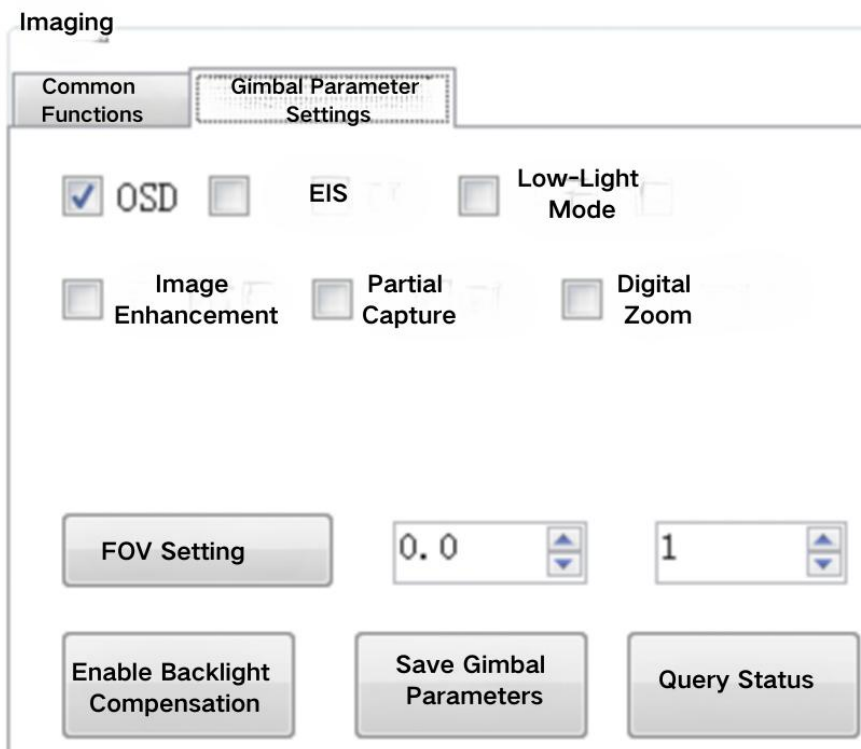 Imaging
Common
Functions
Gimbal Parameter
Settings
OSD
EIS
Low-Light
Mode
Image
Enhancement
Partial
Capture
Digital
Zoom
FOV Setting
0.0
1
Enable Backlight
Compensation
Save Gimbal
Parameters
Query Status